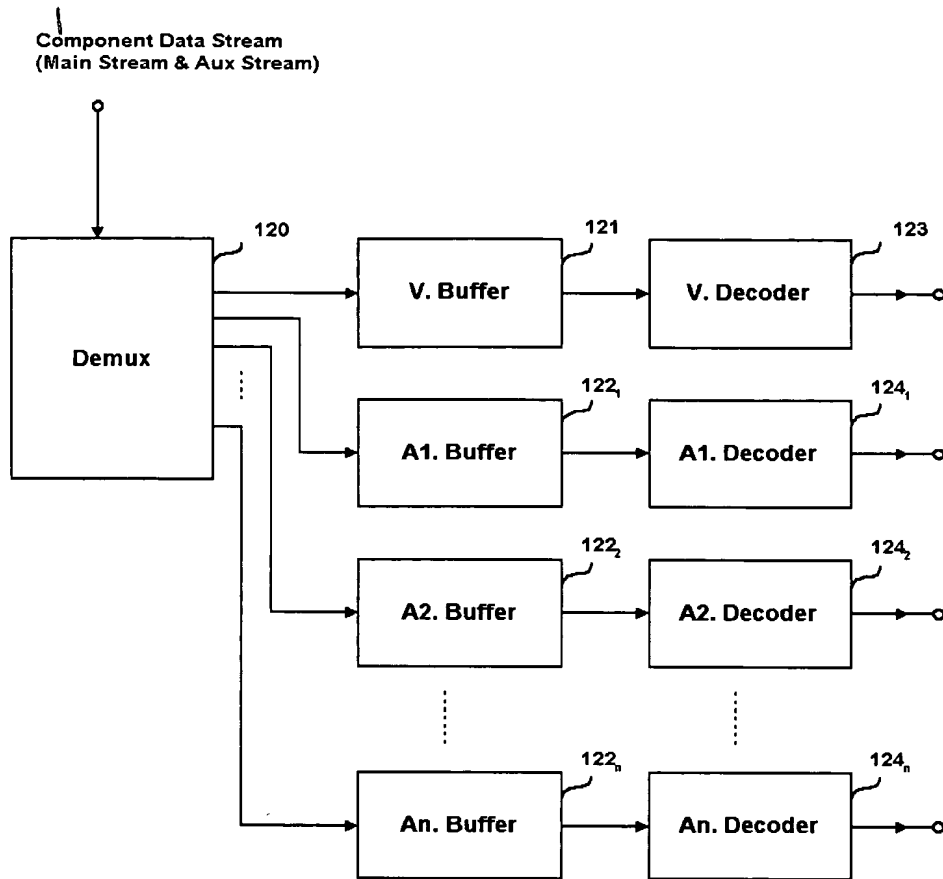 Component Data Stream
(Main Stream & Aux Stream)
120
121
123
V. Buffer
V. Decoder
Demux
122₁
124₁
A1. Buffer
A1. Decoder
122₂
124₂
A2. Buffer
A2. Decoder
122ₙ
124ₙ
An. Buffer
An. Decoder